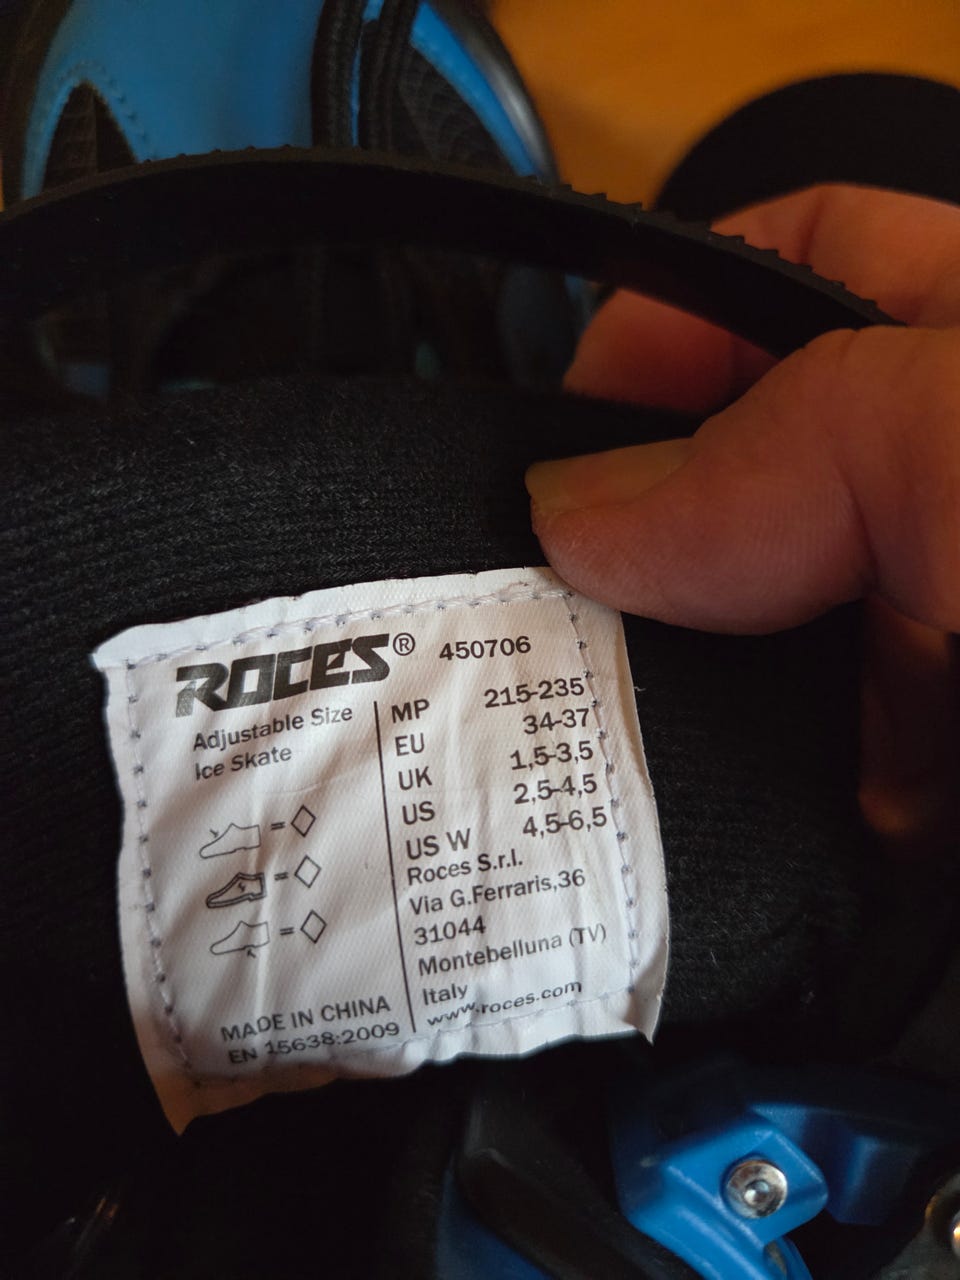 ROCES® 450706
Adjustable Size
Ice Skate
= ◇
= ◇
= ◇
MADE IN CHINA
EN 15638:2009
MP 215-235
EU 34-37
UK 1,5-3,5
US 2,5-4,5
US W 4,5-6,5
Roces S.r.l.
Via G.Ferraris,36
31044
Montebelluna (TV)
Italy
www.roces.com